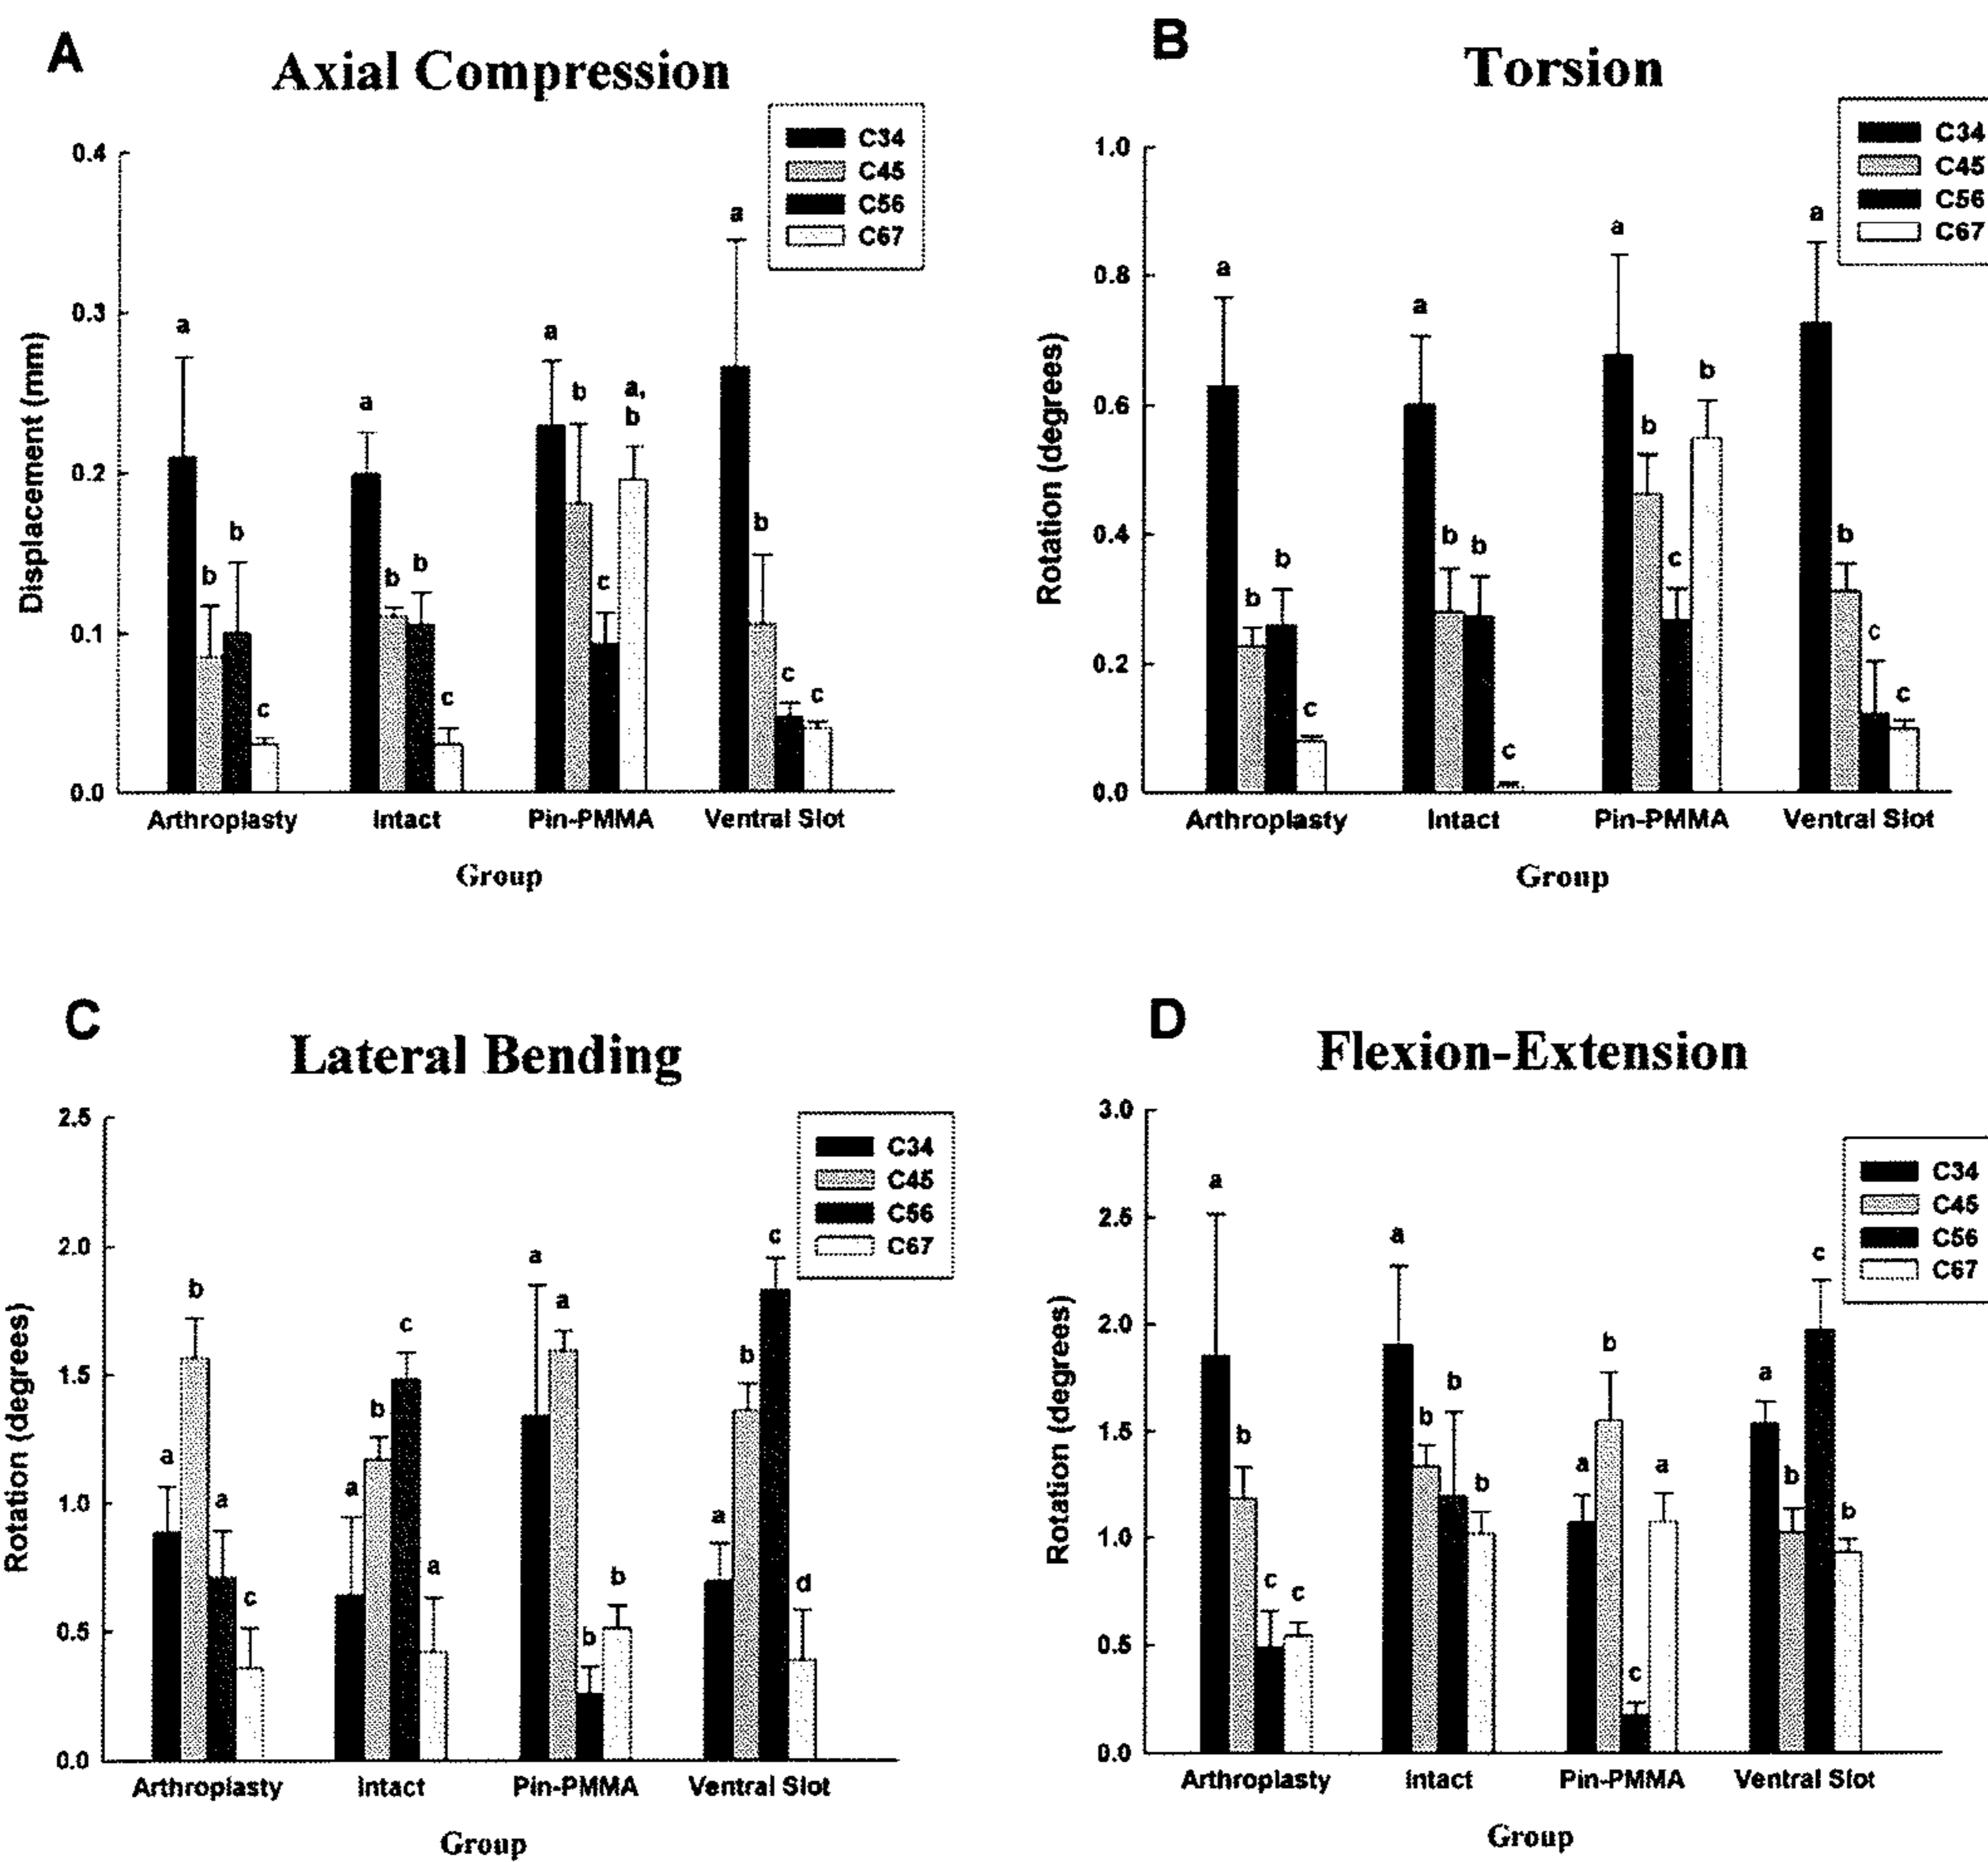 A
Axial Compression
C34
C45
C56
C67
0.4
0.3
0.2
0.1
0.0
Displacement (mm)
a
b
b
c
a
b
b
c
a
b
c
a,
b
a
b
c
c
Arthroplasty
Intact
Pin-PMMA
Ventral Slot
Group
B
Torsion
C34
C45
C56
C67
1.0
0.8
0.6
0.4
0.2
0.0
Rotation (degrees)
a
b
b
c
a
b
b
c
a
b
c
b
a
b
c
c
Arthroplasty
Intact
Pin-PMMA
Ventral Slot
Group
C
Lateral Bending
C34
C45
C56
C67
2.5
2.0
1.5
1.0
0.5
0.0
Rotation (degrees)
a
b
a
c
a
b
c
a
a
a
b
b
a
b
c
d
Arthroplasty
Intact
Pin-PMMA
Ventral Slot
Group
D
Flexion-Extension
C34
C45
C56
C67
3.0
2.5
2.0
1.5
1.0
0.5
0.0
Rotation (degrees)
a
b
c
c
a
b
b
b
a
b
c
a
a
b
c
b
Arthroplasty
Intact
Pin-PMMA
Ventral Slot
Group